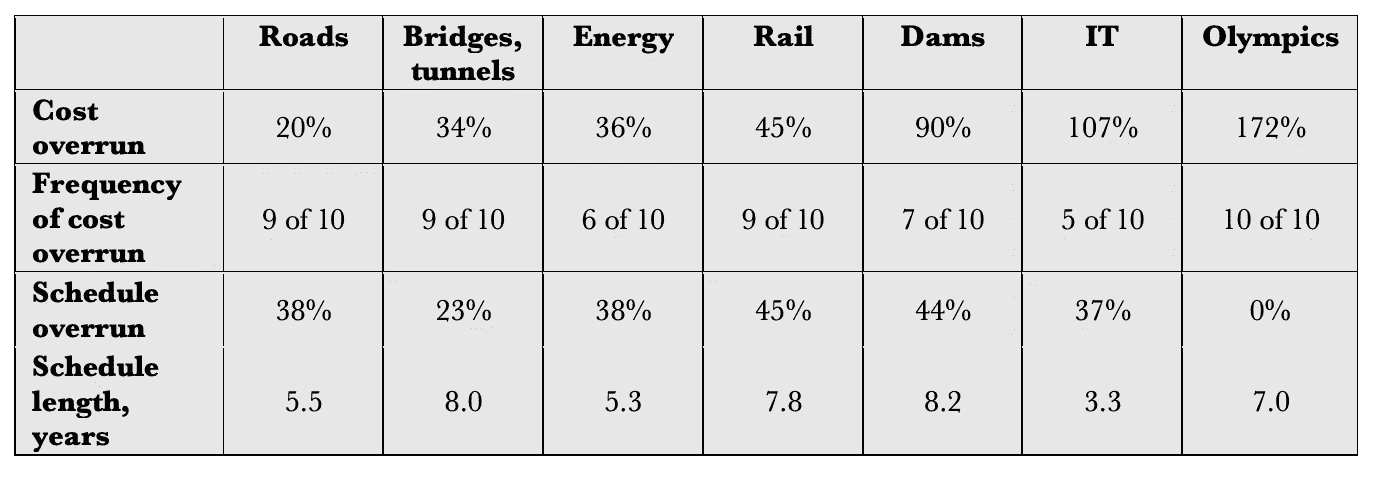 Roads Bridges, tunnels Energy Rail Dams IT Olympics
Cost overrun 20% 34% 36% 45% 90% 107% 172%
Frequency of cost overrun 9 of 10 9 of 10 6 of 10 9 of 10 7 of 10 5 of 10 10 of 10
Schedule overrun 38% 23% 38% 45% 44% 37% 0%
Schedule length, years 5.5 8.0 5.3 7.8 8.2 3.3 7.0